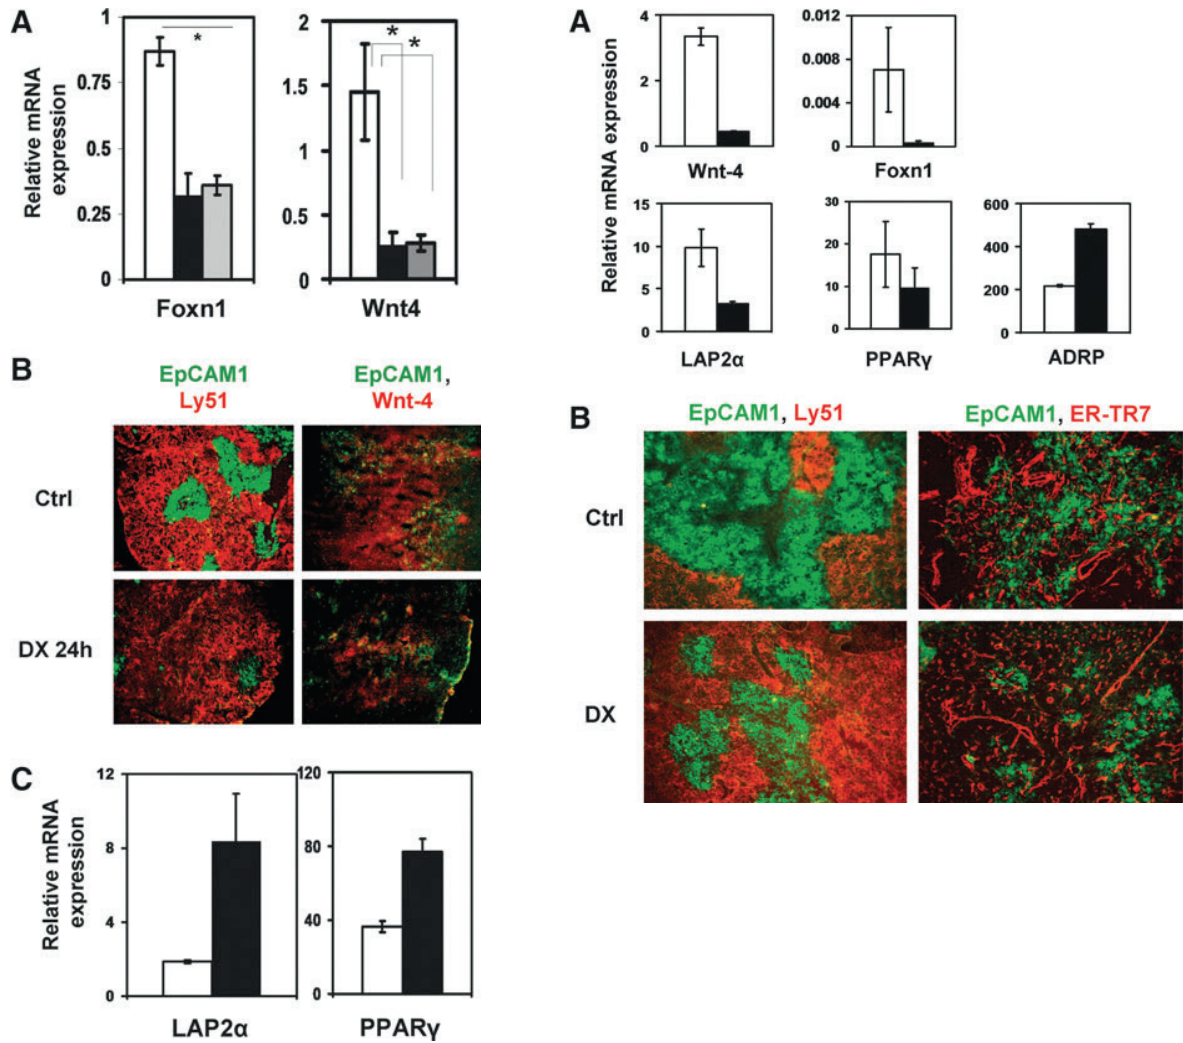 A
Relative mRNA
expression
1
0.75
0.5
0.25
0
*
Foxn1
2
1.5
1
0.5
0
*
*
Wnt4
B
EpCAM1
Ly51
EpCAM1,
Wnt-4
Ctrl
DX 24h
C
Relative mRNA
expression
12
8
4
0
LAP2α
120
80
40
0
PPARγ
A
Relative mRNA expression
4
2
0
Wnt-4
0.012
0.008
0.004
0.000
Foxn1
15
10
5
0
LAP2α
30
20
10
0
PPARγ
600
400
200
0
ADRP
B
EpCAM1, Ly51
EpCAM1, ER-TR7
Ctrl
DX